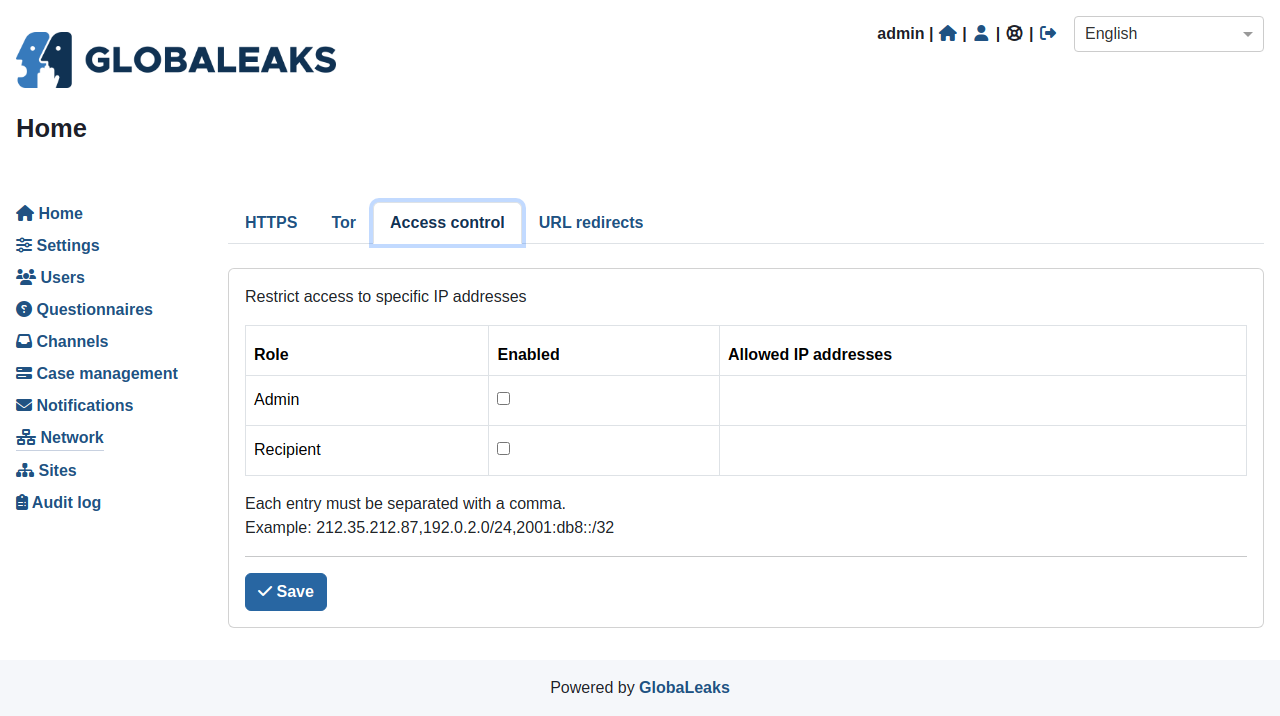 GLOBALEAKS
admin | | | |
English
Home
Home
Settings
Users
Questionnaires
Channels
Case management
Notifications
Network
Sites
Audit log
HTTPS Tor Access control URL redirects
Restrict access to specific IP addresses
Role Enabled Allowed IP addresses
Admin
Recipient
Each entry must be separated with a comma.
Example: 212.35.212.87,192.0.2.0/24,2001:db8::/32
Save
Powered by GlobaLeaks